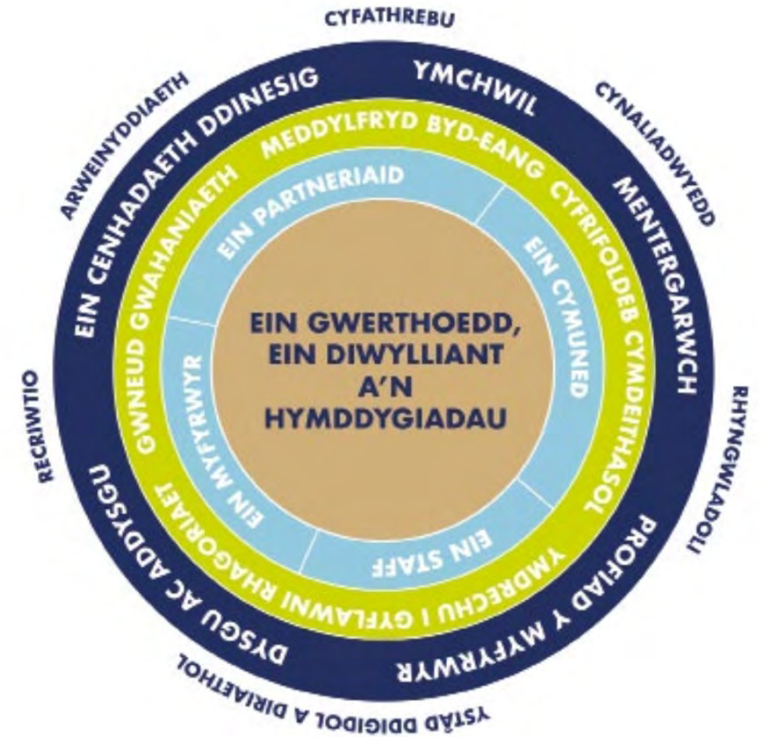 CYFATHREBU
CYNALIADWYEDD
RHYNGWLADOLI
YSTÂD DDIGIDOL A DIRIAETHOL
RECRIWTIO
ARWEINYDDIAETH
EIN CENHADAETH DDINESIG
YMCHWIL
MENTERGARWCH
PROFIAD Y MYFYRWYR
DYSGU AC ADDYSGU
GWNEUD GWAHANIAETH
MEDDYLFRYD BYD-EANG
CYFRIFOLDEB CYMDEITHASOL
YMDRECHU I GYFLAWNI RHAGORIAET
EIN PARTNERIAID
EIN CYMUNED
EIN STAFF
EIN MYFYRWYR
EIN GWERTHOEDD,
EIN DIWYLLIANT
A'N
HYMDDYGIADAU